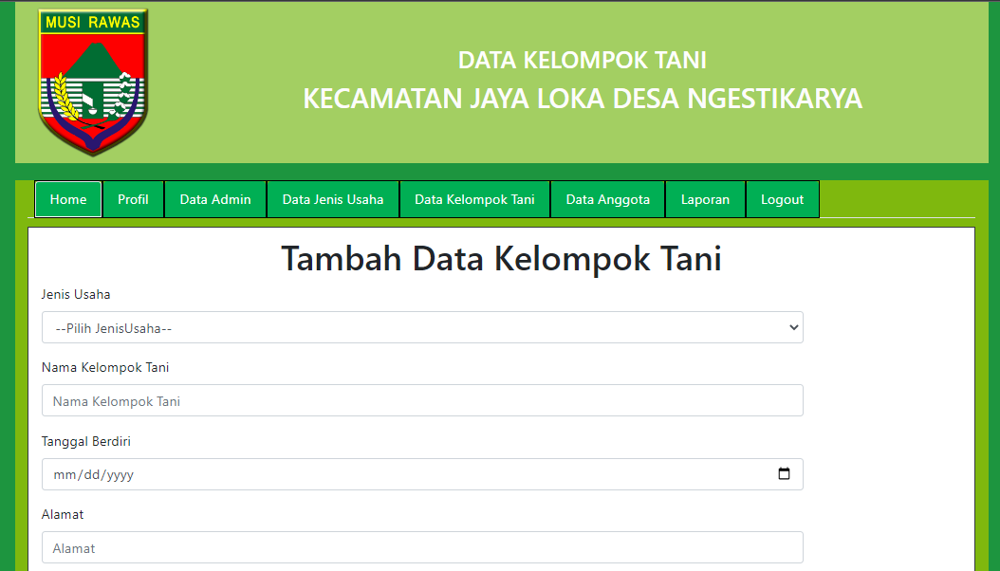 MUSI RAWAS
DATA KELOMPOK TANI
KECAMATAN JAYA LOKA DESA NGESTIKARYA
Home Profil Data Admin Data Jenis Usaha Data Kelompok Tani Data Anggota Laporan Logout
Tambah Data Kelompok Tani
Jenis Usaha
--Pilih JenisUsaha--
Nama Kelompok Tani
Nama Kelompok Tani
Tanggal Berdiri
mm/dd/yyyy
Alamat
Alamat